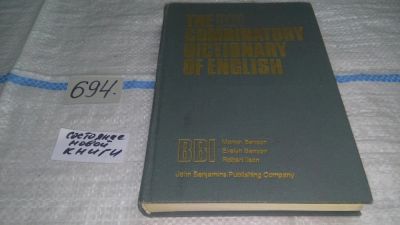 THE BBI
COMBINATORY
DICTIONARY
OF ENGLISH
694.
СОСТОЯНИЕ
НОВОЙ
КНИГИ
BBI
Morton Benson
Evelyn Benson
Robert Ilson
John Benjamins Publishing Company